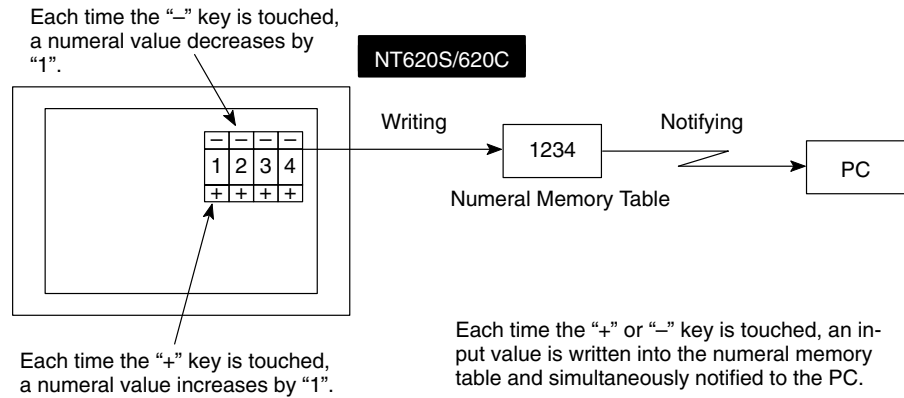 Each time the “–” key is touched,
a numeral value decreases by
“1”.
NT620S/620C
– – – –
1 2 3 4
+ + + +
Writing
1234
Numeral Memory Table
Notifying
PC
Each time the “+” key is touched,
a numeral value increases by “1”.
Each time the “+” or “–” key is touched, an in-
put value is written into the numeral memory
table and simultaneously notified to the PC.